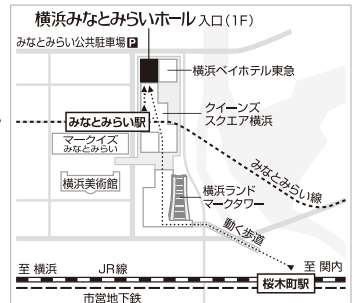 横浜みなとみらいホール 入口(1F)
みなとみらい公共駐車場 P
横浜ベイホテル東急
クイーンズ
スクエア横浜
みなとみらい駅
マークイズ
みなとみらい
みなとみらい線
横浜美術館
横浜ランド
マークタワー
動く歩道
至 横浜
JR線
至 関内
桜木町駅
市営地下鉄